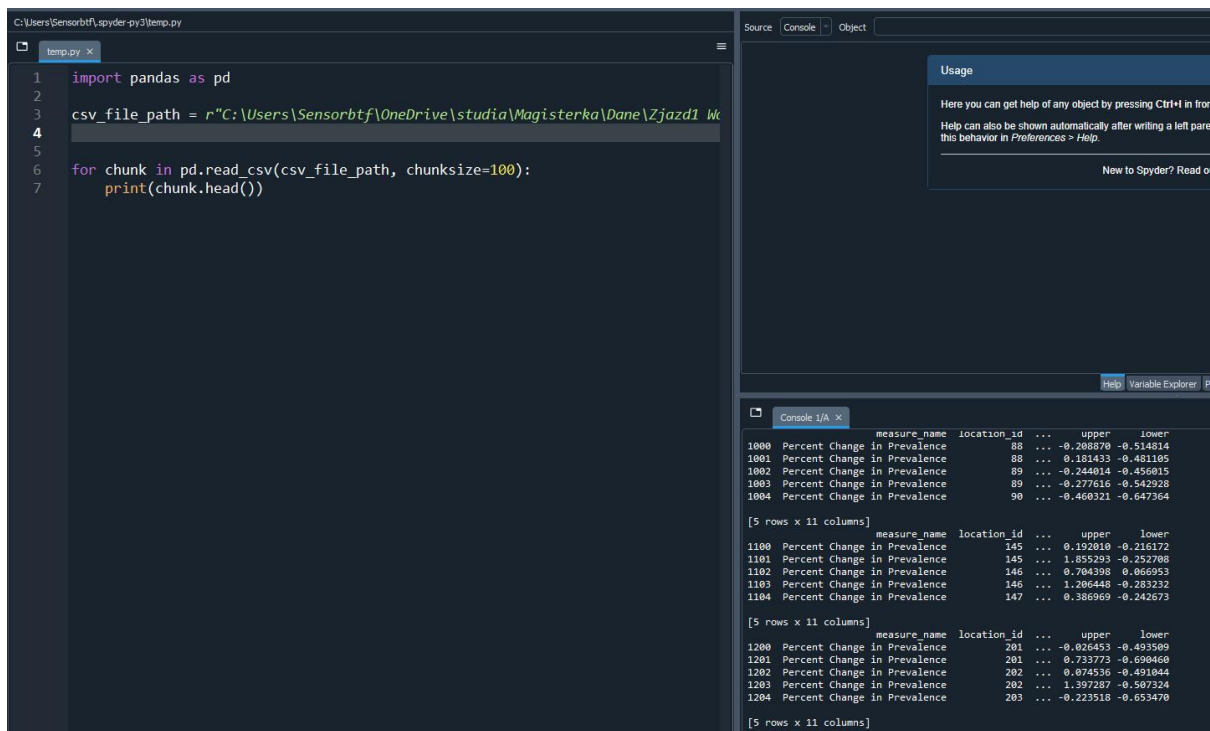 C:\Users\Sensorbtf\.spyder-py3\temp.py
temp.py ×
1 import pandas as pd
2
3 csv_file_path = r"C:\Users\Sensorbtf\OneDrive\studia\Magisterka\Dane\Zjazd1 Wo
4
5
6 for chunk in pd.read_csv(csv_file_path, chunksize=100):
7 print(chunk.head())
Source Console Object
Usage
Here you can get help of any object by pressing Ctrl+I in fron
Help can also be shown automatically after writing a left pare
this behavior in Preferences > Help.
New to Spyder? Read o
Help Variable Explorer P
Console 1/A ×
measure_name location_id ... upper lower
1000 Percent Change in Prevalence 88 ... -0.208870 -0.514814
1001 Percent Change in Prevalence 88 ... 0.181433 -0.481105
1002 Percent Change in Prevalence 89 ... -0.244014 -0.456015
1003 Percent Change in Prevalence 89 ... -0.277616 -0.542928
1004 Percent Change in Prevalence 90 ... -0.460321 -0.647364
[5 rows x 11 columns]
measure_name location_id ... upper lower
1100 Percent Change in Prevalence 145 ... 0.192010 -0.216172
1101 Percent Change in Prevalence 145 ... 1.855293 -0.252708
1102 Percent Change in Prevalence 146 ... 0.704398 0.066953
1103 Percent Change in Prevalence 146 ... 1.206448 -0.283232
1104 Percent Change in Prevalence 147 ... 0.386969 -0.242673
[5 rows x 11 columns]
measure_name location_id ... upper lower
1200 Percent Change in Prevalence 201 ... -0.026453 -0.493509
1201 Percent Change in Prevalence 201 ... 0.733773 -0.690460
1202 Percent Change in Prevalence 202 ... 0.074536 -0.491044
1203 Percent Change in Prevalence 202 ... 1.397287 -0.507324
1204 Percent Change in Prevalence 203 ... -0.223518 -0.653470
[5 rows x 11 columns]